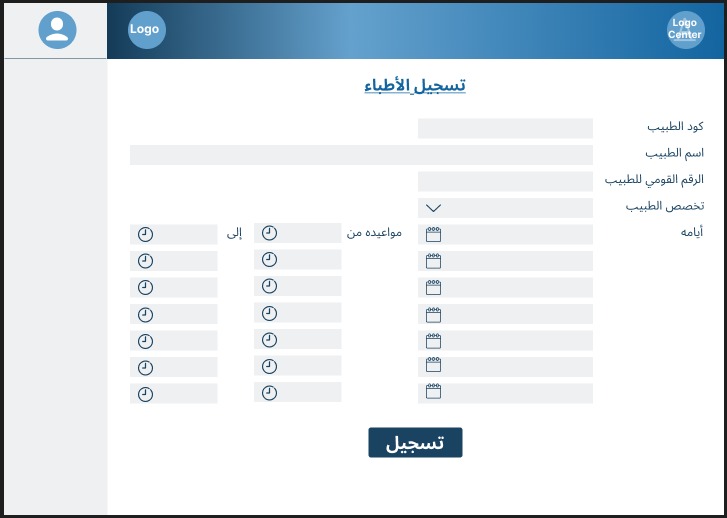 Logo
Logo
Center
تسجيل الأطباء
كود الطبيب
اسم الطبيب
الرقم القومي للطبيب
تخصص الطبيب
أيامه
مواعيده من
إلى
تسجيل